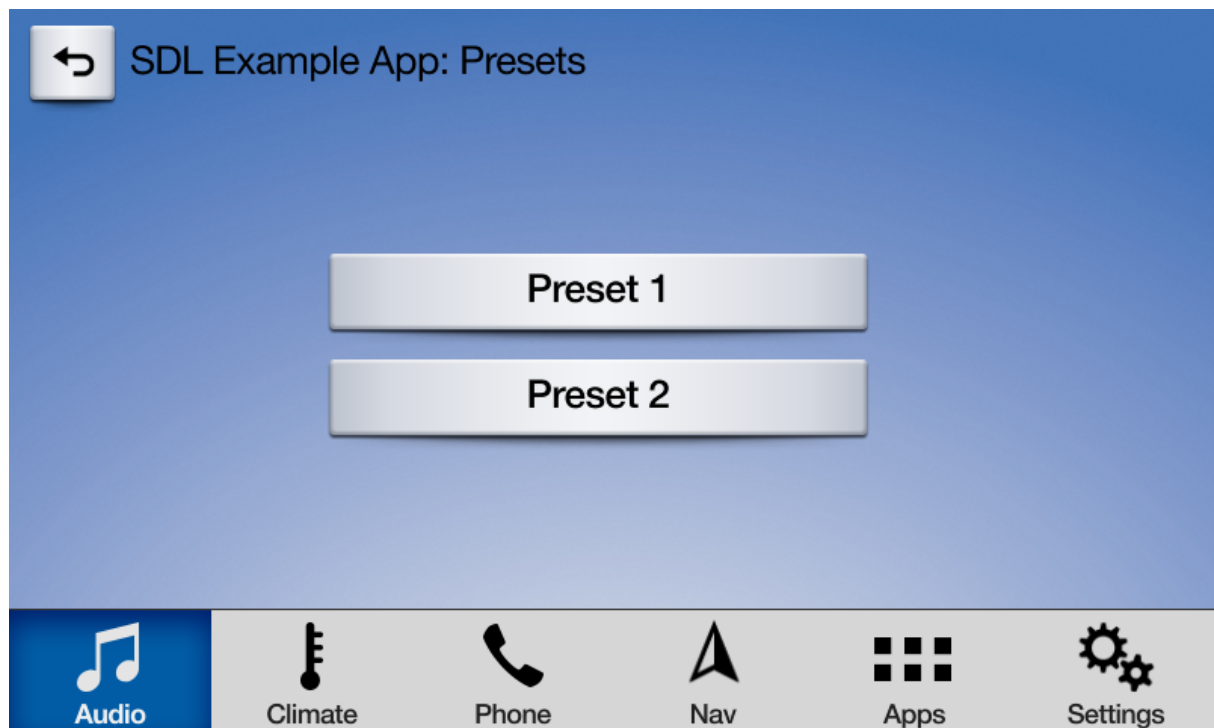 SDL Example App: Presets
Preset 1
Preset 2
Audio
Climate
Phone
Nav
Apps
Settings